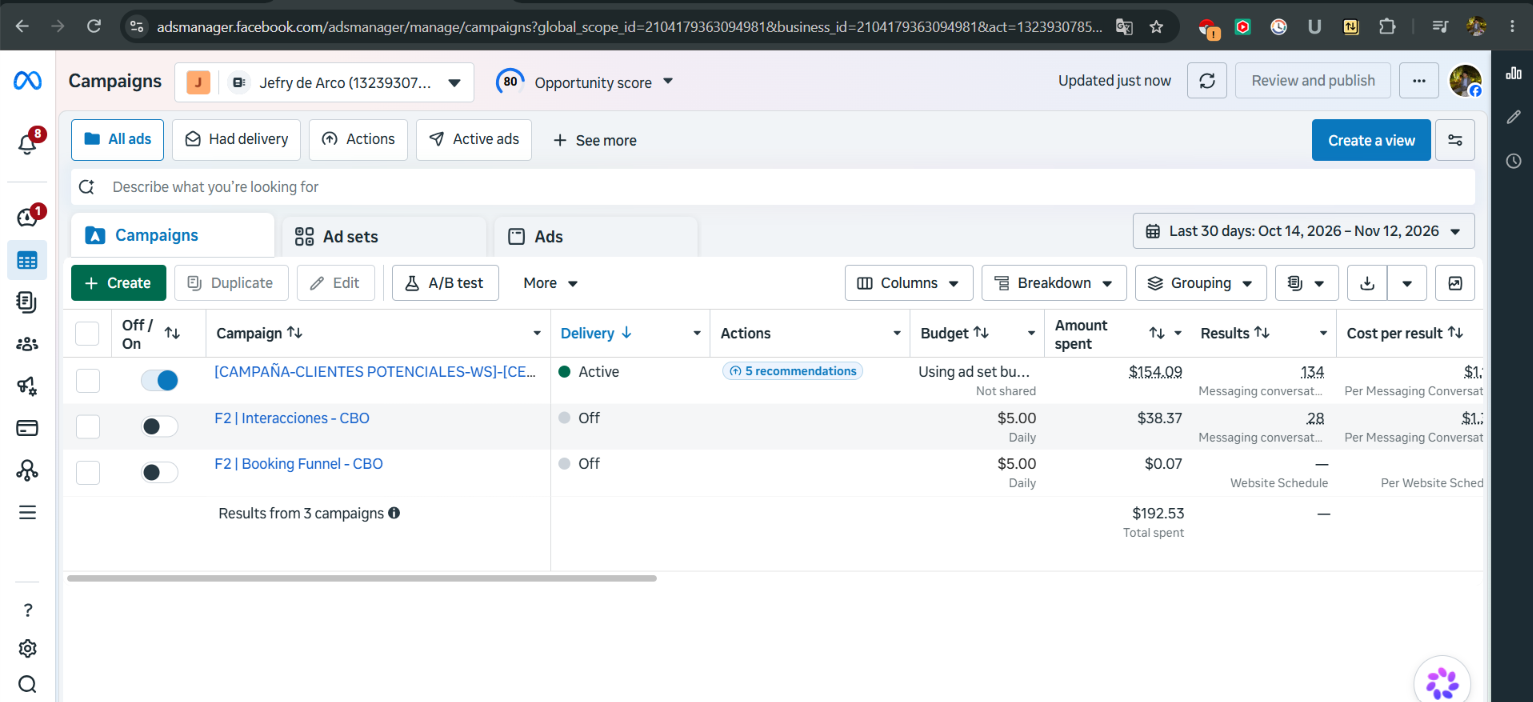 adsmanager.facebook.com/adsmanager/manage/campaigns?global_scope_id=2104179363094981&business_id=2104179363094981&act=1323930785...
Campaigns
J
Jefry de Arco (13239307...
80
Opportunity score
Updated just now
Review and publish
8
All ads
Had delivery
Actions
Active ads
+ See more
Create a view
Describe what you're looking for
1
Campaigns
Ad sets
Ads
Last 30 days: Oct 14, 2026 – Nov 12, 2026
+ Create
Duplicate
Edit
A/B test
More
Columns
Breakdown
Grouping
Off / On
Campaign
Delivery
Actions
Budget
Amount spent
Results
Cost per result
[CAMPAÑA-CLIENTES POTENCIALES-WS]-[CE...
Active
5 recommendations
Using ad set bu...
Not shared
$154.09
134
Messaging conversat...
$1.
Per Messaging Conversat
F2 | Interacciones - CBO
Off
$5.00
Daily
$38.37
28
Messaging conversat...
$1.
Per Messaging Conversat
F2 | Booking Funnel - CBO
Off
$5.00
Daily
$0.07
—
Website Schedule
Per Website Sched
Results from 3 campaigns
$192.53
Total spent
—
?